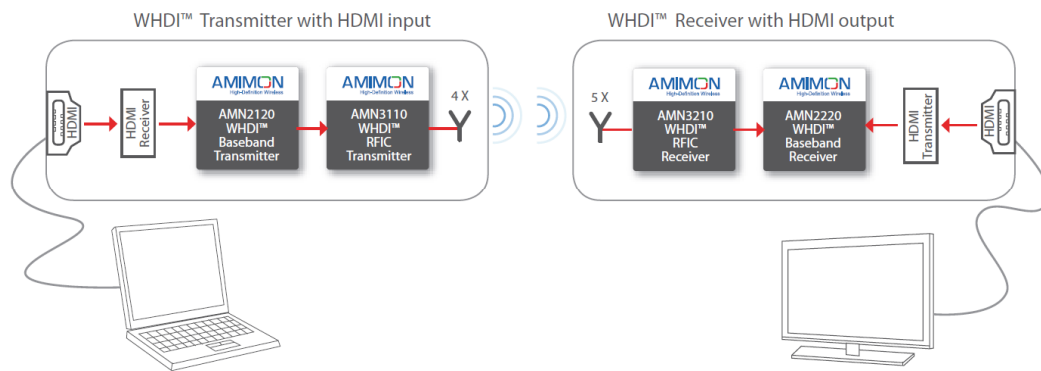 WHDI™ Transmitter with HDMI input
HDMI
HDMI
Receiver
AMIMON
High-Definition Wireless
AMN2120
WHDI™
Baseband
Transmitter
AMIMON
High-Definition Wireless
AMN3110
WHDI™
RFIC
Transmitter
4 X
WHDI™ Receiver with HDMI output
5 X
AMIMON
High-Definition Wireless
AMN3210
WHDI™
RFIC
Receiver
AMIMON
High-Definition Wireless
AMN2220
WHDI™
Baseband
Receiver
HDMI
Transmitter
HDMI